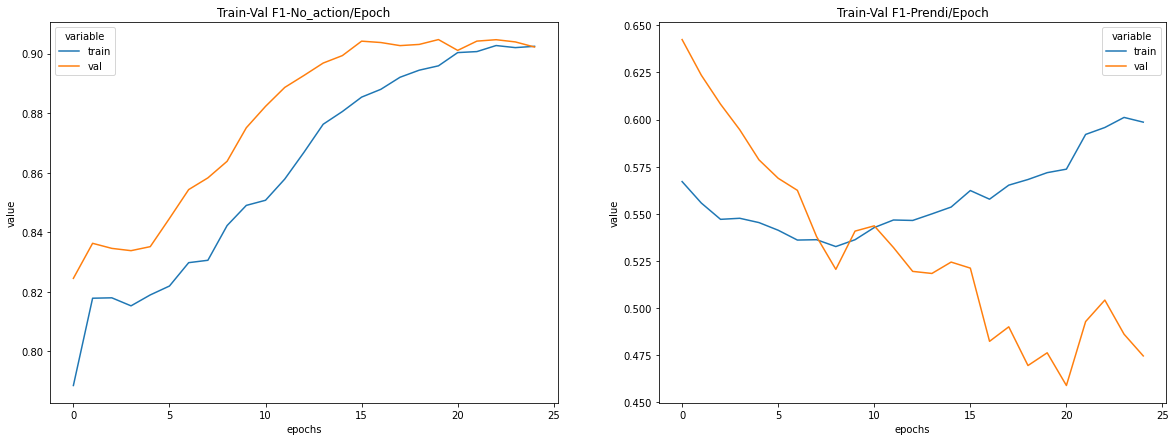 Train-Val F1-No_action/Epoch
variable
train
val
value
0.90
0.88
0.86
0.84
0.82
0.80
0
5
10
15
20
25
epochs
Train-Val F1-Prendi/Epoch
variable
train
val
value
0.650
0.625
0.600
0.575
0.550
0.525
0.500
0.475
0.450
0
5
10
15
20
25
epochs